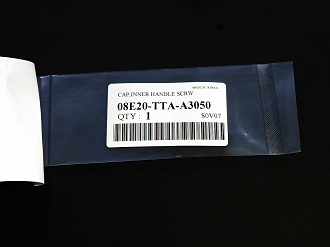 MADE IN TAIWAN
CAP,INNER HANDLE SCRW
08E20-TTA-A3050
QTY : 1
S0V07